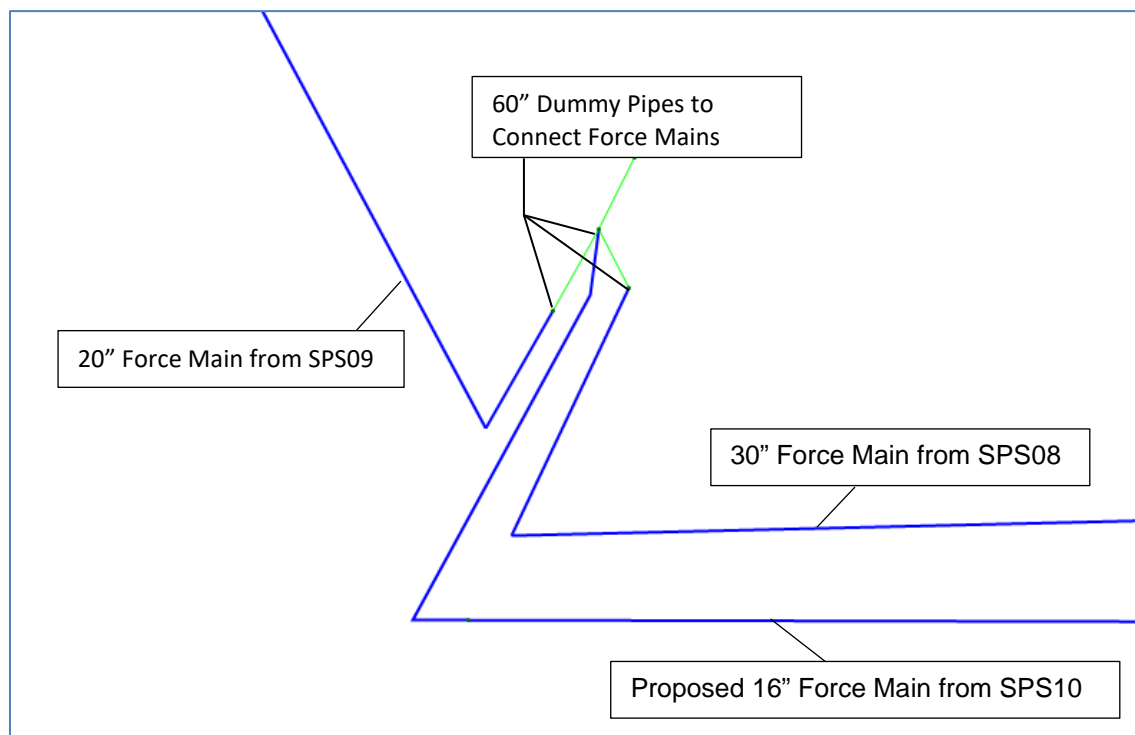 60” Dummy Pipes to
Connect Force Mains
20” Force Main from SPS09
30” Force Main from SPS08
Proposed 16” Force Main from SPS10